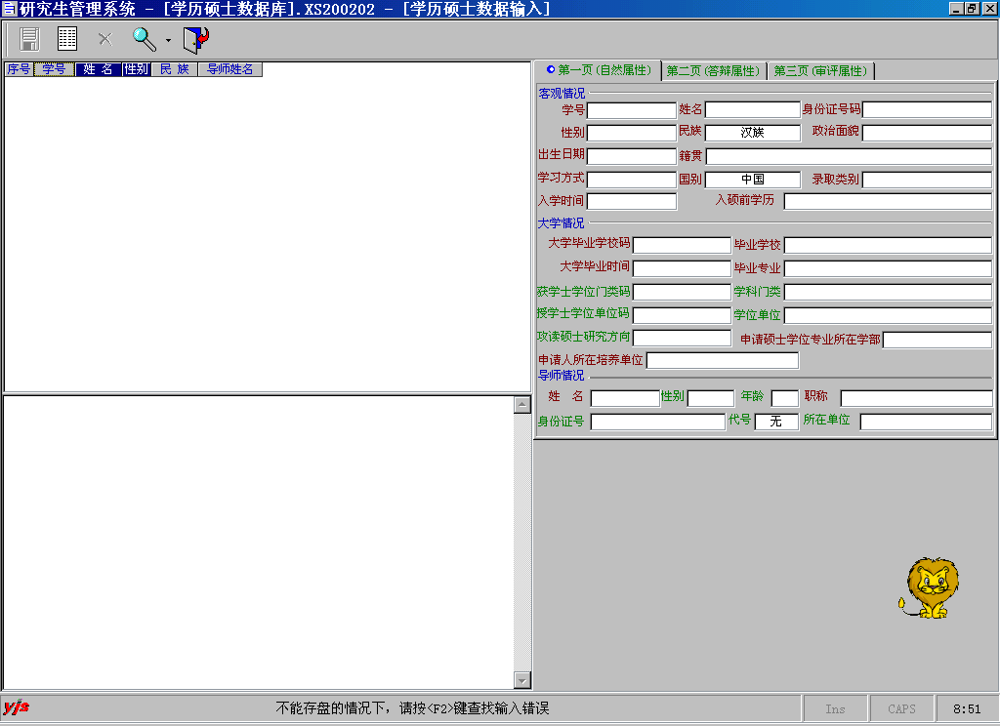 研究生管理系统 - [学历硕士数据库].XS200202 - [学历硕士数据输入]
序号 学号 姓 名 性别 民 族 导师姓名
第一页(自然属性) 第二页(答辩属性) 第三页(审评属性)
客观情况
学号 姓名 身份证号码
性别 民族 汉族 政治面貌
出生日期 籍贯
学习方式 国别 中国 录取类别
入学时间 入硕前学历
大学情况
大学毕业学校码 毕业学校
大学毕业时间 毕业专业
获学士学位门类码 学科门类
授学士学位单位码 学位单位
攻读硕士研究方向 申请硕士学位专业所在学部
申请人所在培养单位
导师情况
姓 名 性别 年龄 职称
身份证号 代号 无 所在单位
yjs 不能存盘的情况下，请按<F2>键查找输入错误 Ins CAPS 8:51